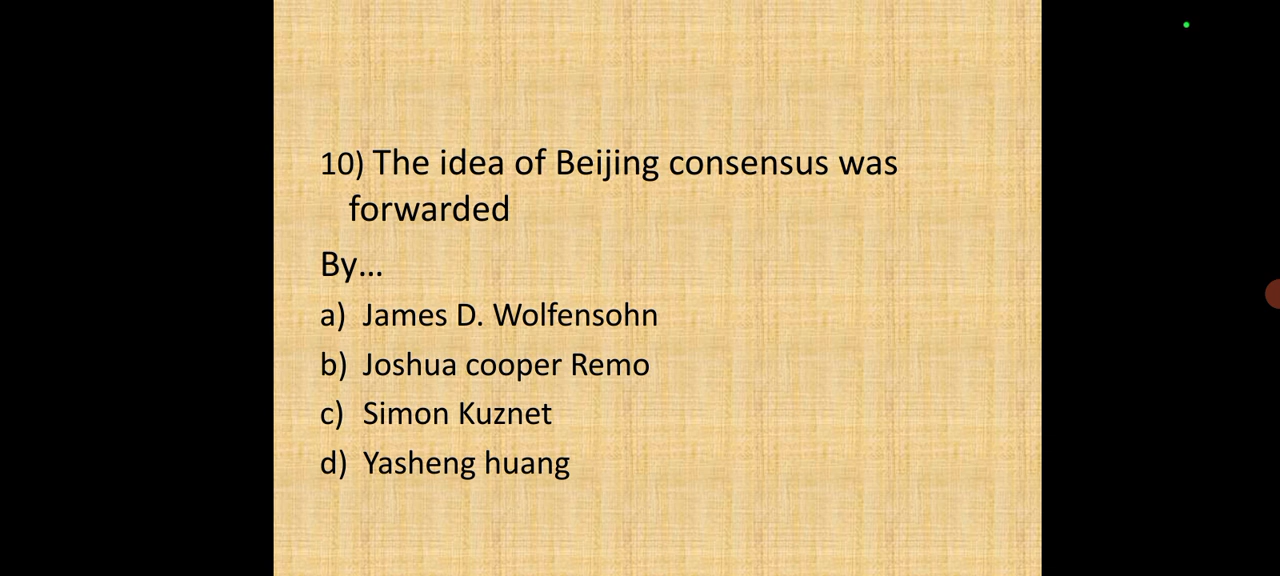 10) The idea of Beijing consensus was
forwarded
By…
a) James D. Wolfensohn
b) Joshua cooper Remo
c) Simon Kuznet
d) Yasheng huang